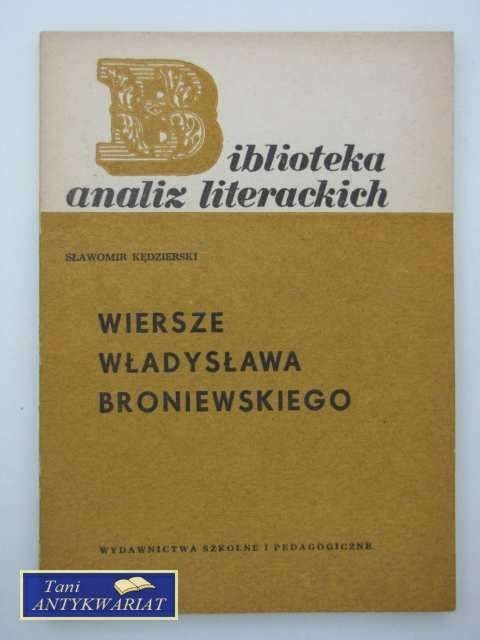 Biblioteka
analiz literackich
SŁAWOMIR KĘDZIERSKI
WIERSZE
WŁADYSŁAWA
BRONIEWSKIEGO
WYDAWNICTWA SZKOLNE I PEDAGOGICZNE
Tani
ANTYKWARIAT